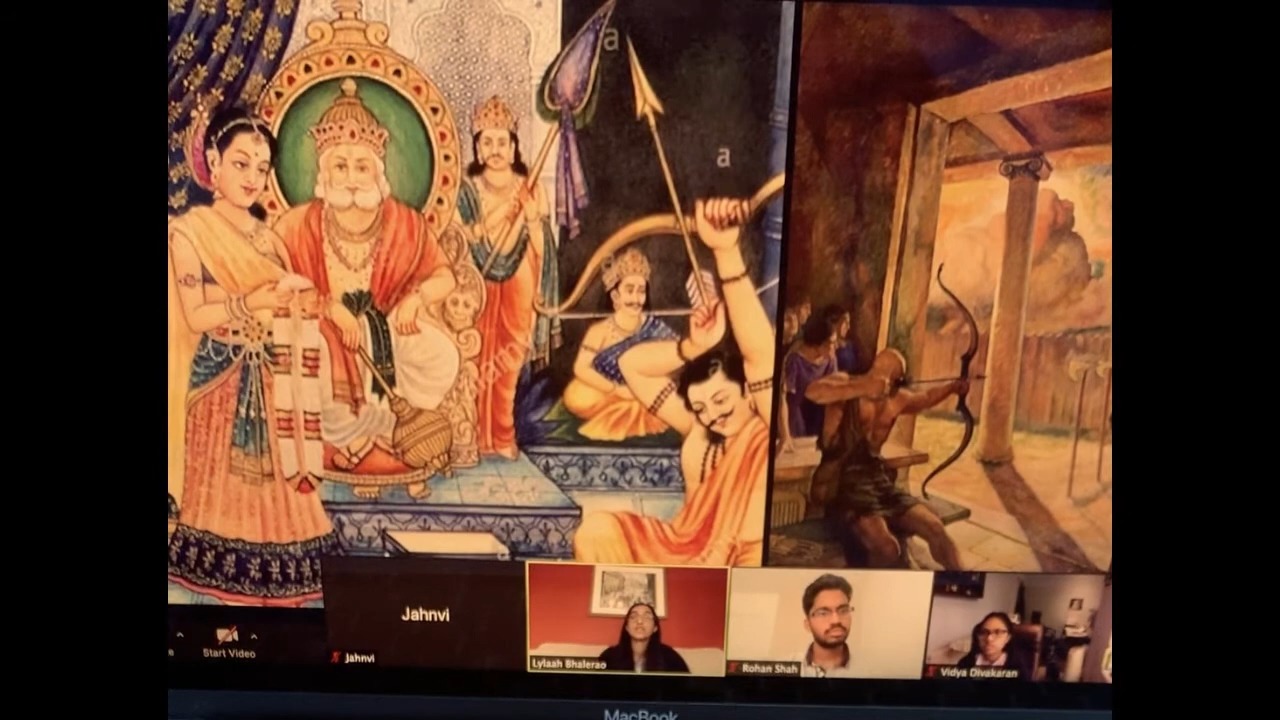 a
a
Jahnvi
Start Video
Jahnvi
Lylaah Bhalerao
Rohan Shah
Vidya Divakaran
MacBook